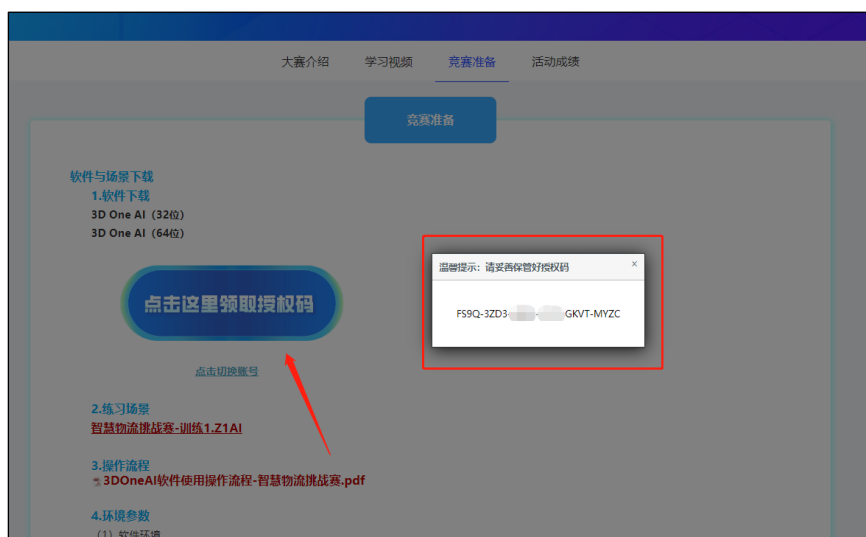 大赛介绍 学习视频 竞赛准备 活动成绩
竞赛准备
软件与场景下载
1.软件下载
3D One AI（32位）
3D One AI（64位）
点击这里领取授权码
点击切换账号
温馨提示：请妥善保管好授权码 ×
FS9Q-3ZD3- - GKVT-MYZC
2.练习场景
智慧物流挑战赛-训练1.Z1AI
3.操作流程
3DOneAI软件使用操作流程-智慧物流挑战赛.pdf
4.环境参数
（1）软件环境